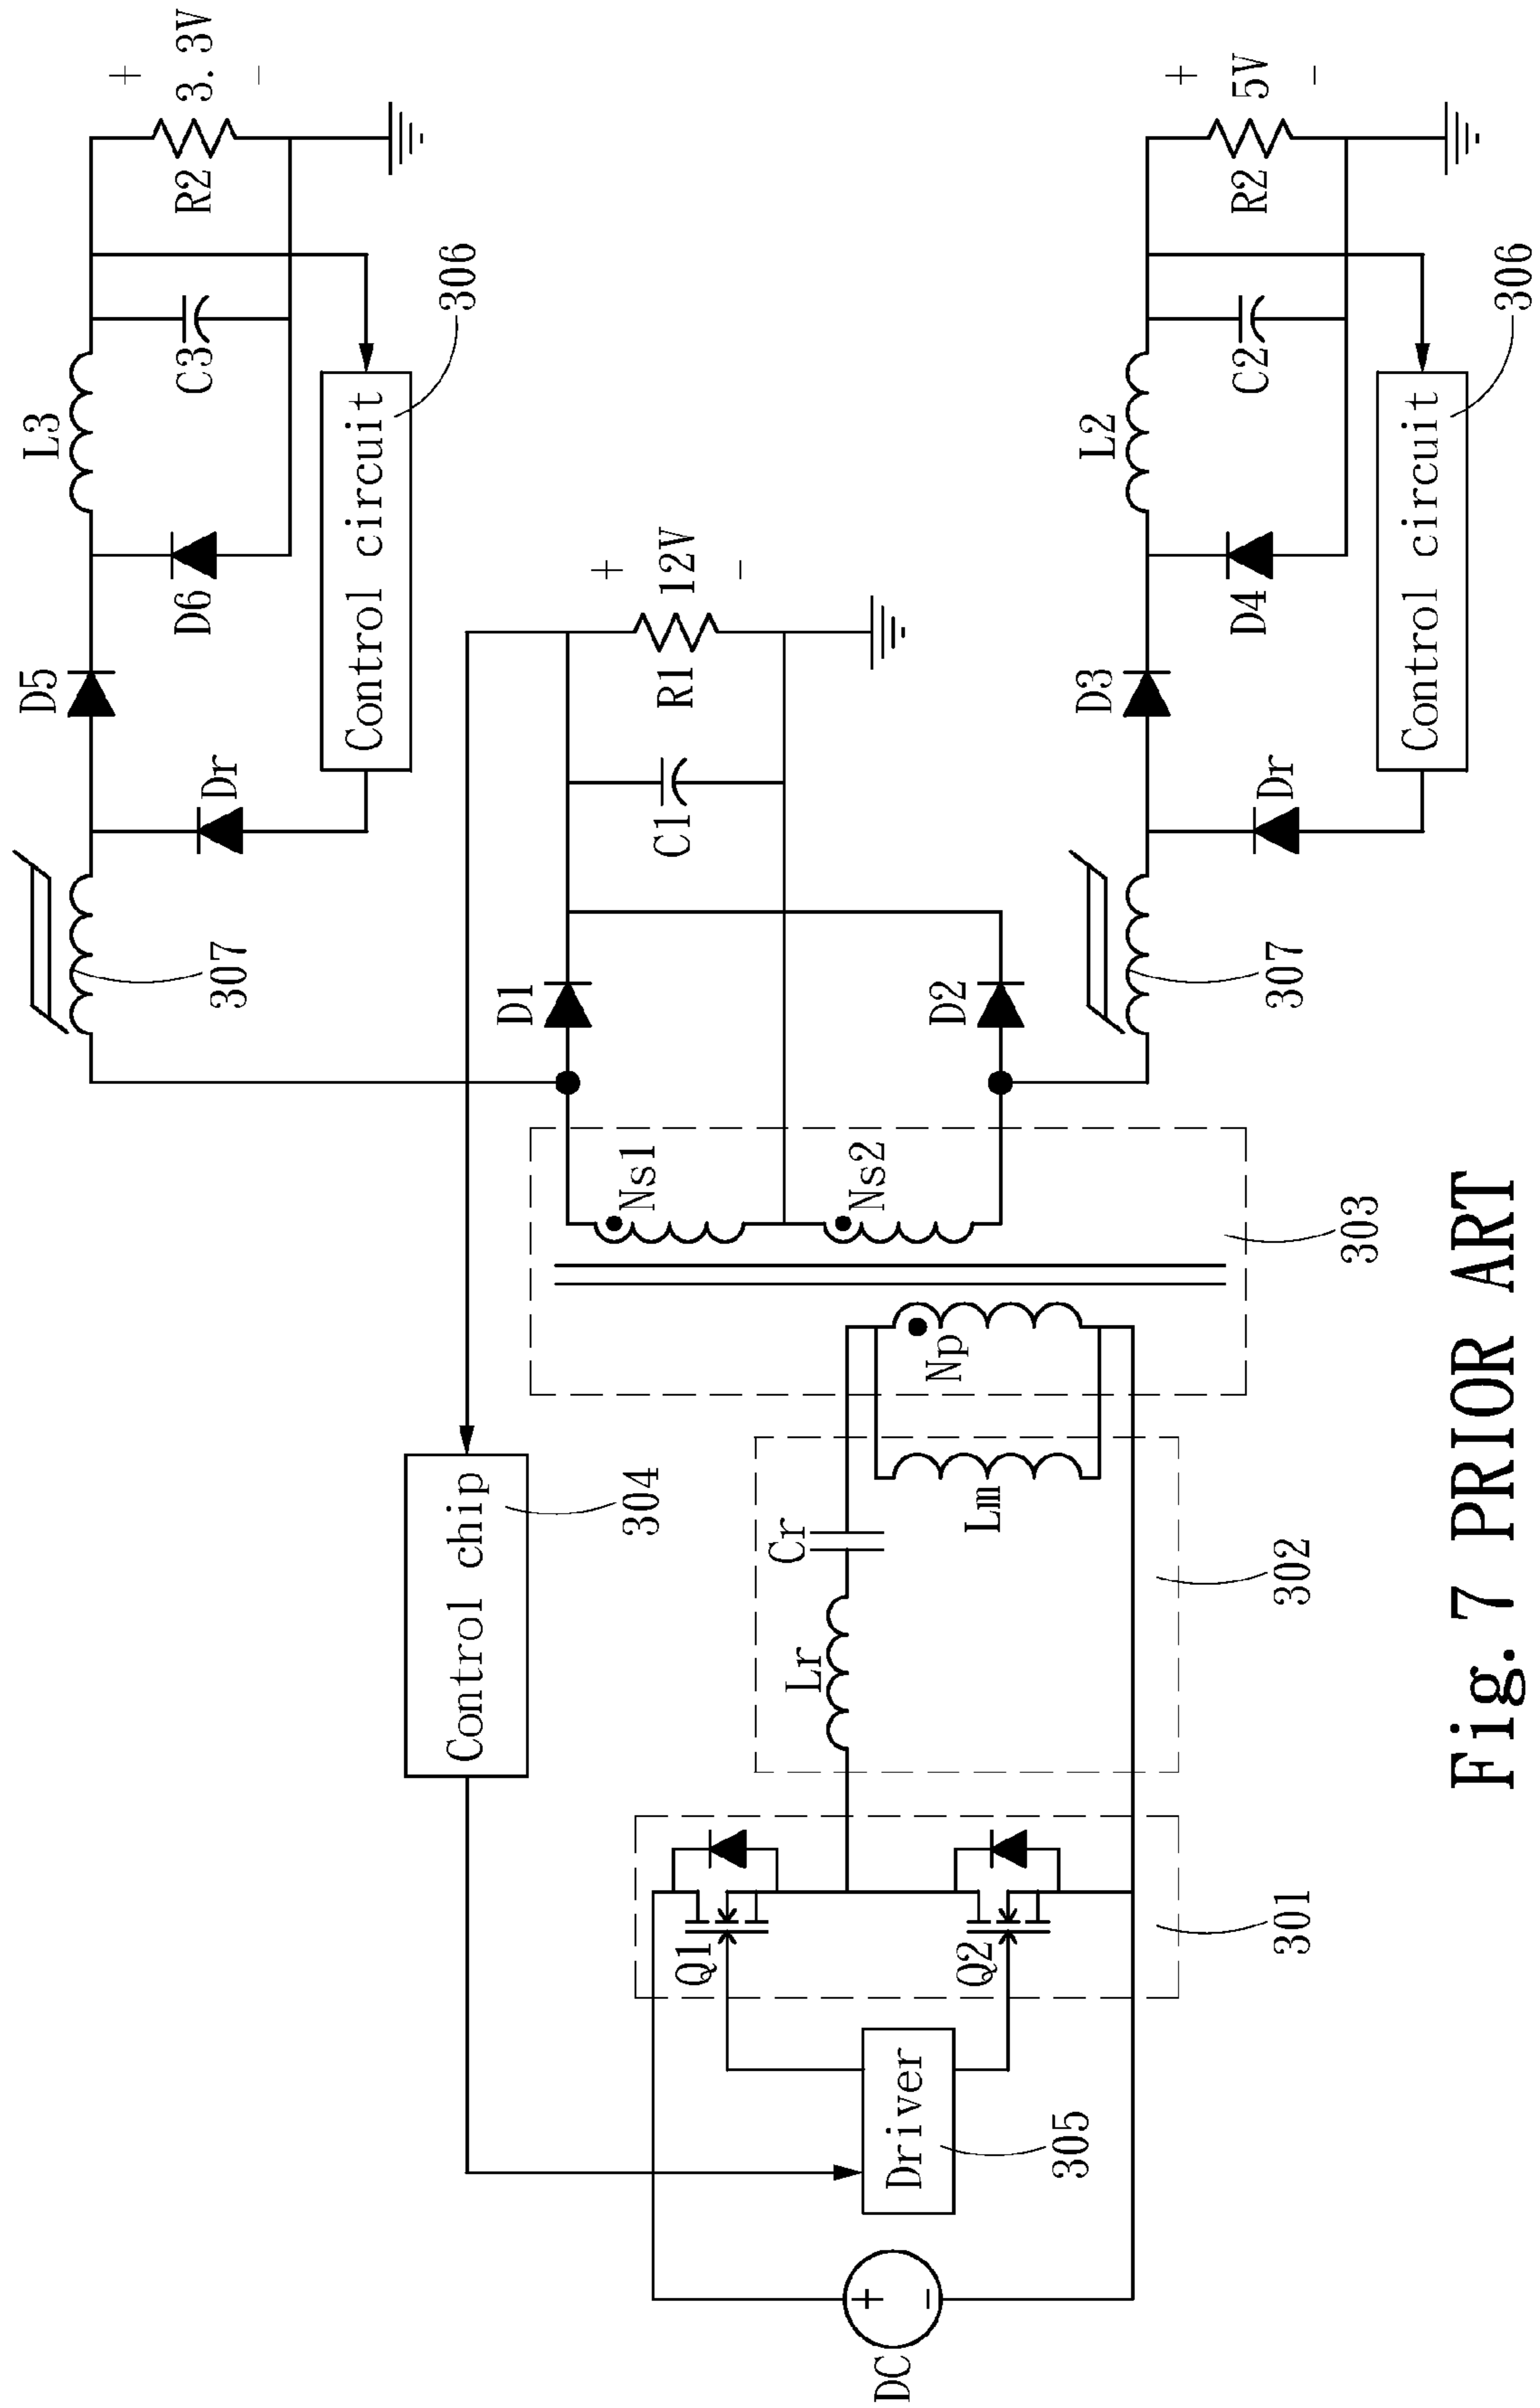 L3
+
3.3V
-
R2
D5
D6
C3
306
Control circuit
Dr
307
+
12V
-
R1
C1
D1
D2
Control chip
304
Ns1
Ns2
Np
303
Cr
Lr
Lm
302
Q1
Q2
301
Driver
305
DC
+
-
L2
+
5V
-
R2
D3
D4
C2
306
Control circuit
Dr
307
Fig. 7 PRIOR ART